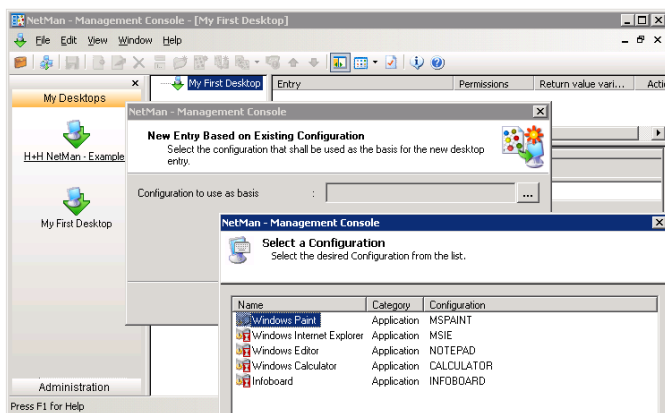 NetMan - Management Console - [My First Desktop]
File Edit View Window Help
My Desktops
H+H NetMan - Example
My First Desktop
Administration
Press F1 for Help
My First Desktop
Entry Permissions Return value vari... Acti
NetMan - Management Console
New Entry Based on Existing Configuration
Select the configuration that shall be used as the basis for the new desktop
entry.
Configuration to use as basis : ...
NetMan - Management Console
Select a Configuration
Select the desired Configuration from the list.
Name Category Configuration
Windows Paint Application MSPAINT
Windows Internet Explorer Application MSIE
Windows Editor Application NOTEPAD
Windows Calculator Application CALCULATOR
Infoboard Application INFOBOARD